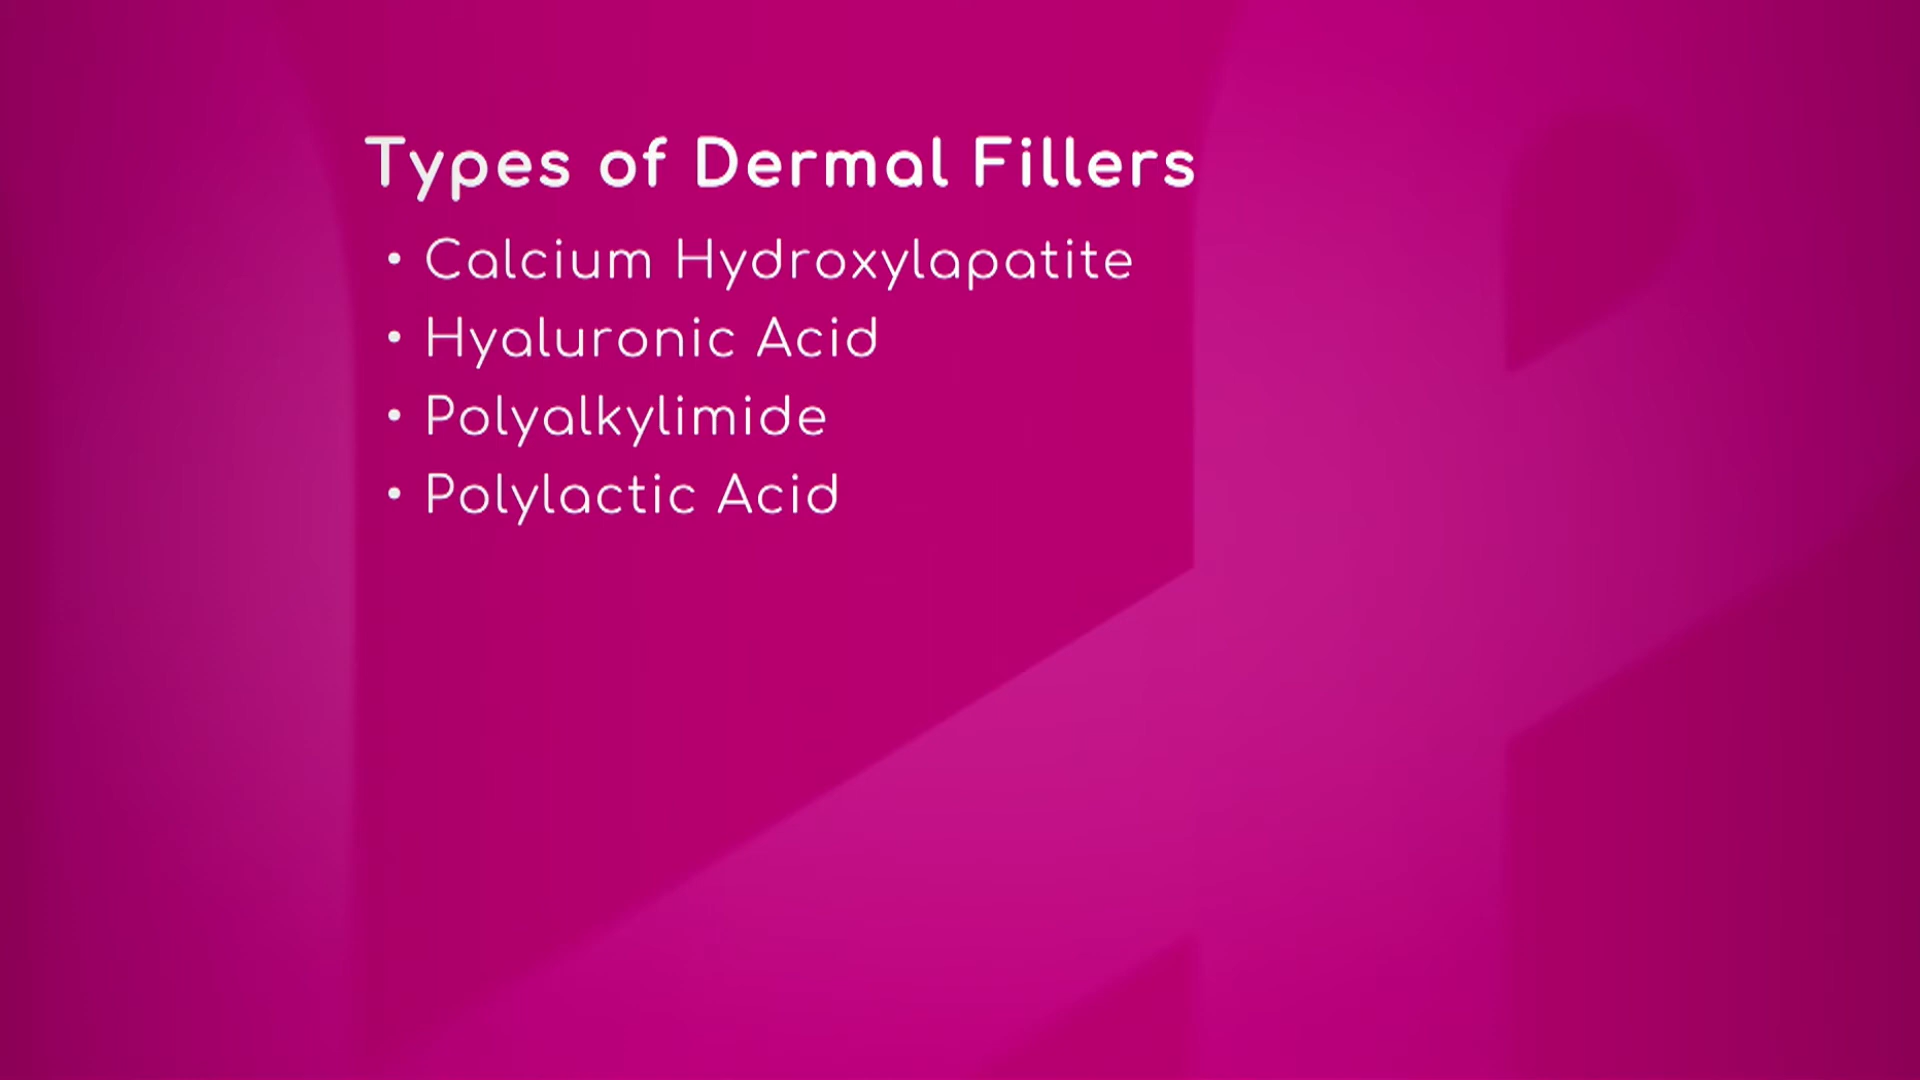 Types of Dermal Fillers
• Calcium Hydroxylapatite
• Hyaluronic Acid
• Polyalkylimide
• Polylactic Acid